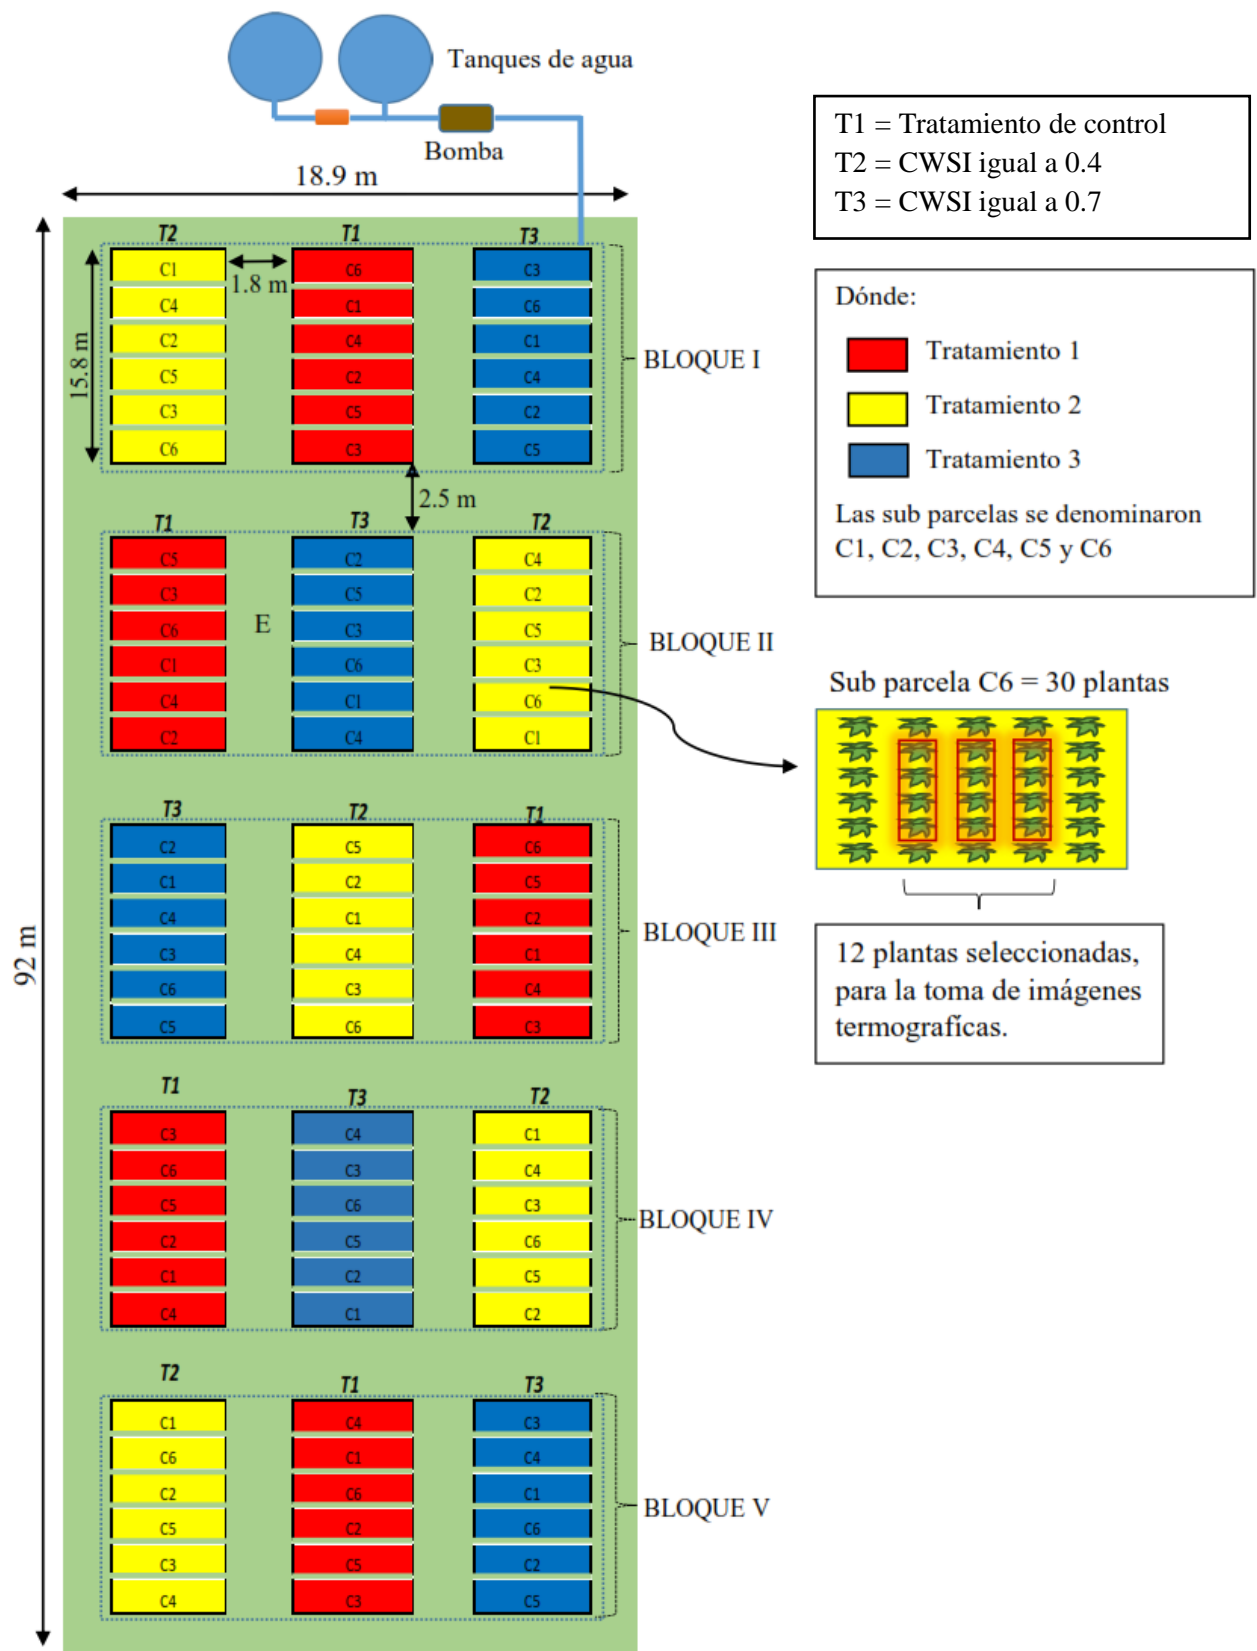 Tanques de agua
Bomba
18.9 m
T1 = Tratamiento de control
T2 = CWSI igual a 0.4
T3 = CWSI igual a 0.7
Dónde:
Tratamiento 1
Tratamiento 2
Tratamiento 3
Las sub parcelas se denominaron
C1, C2, C3, C4, C5 y C6
92 m
T2 T1 T3
C1 C6 C3
1.8 m
C4 C1 C6
C2 C4 C1
15.8 m
C5 C2 C4
C3 C5 C2
C6 C3 C5
BLOQUE I
2.5 m
T1 T3 T2
C5 C2 C4
C3 C5 C2
C6 E C3 C5
C1 C6 C3
C4 C1 C6
C2 C4 C1
BLOQUE II
Sub parcela C6 = 30 plantas
12 plantas seleccionadas,
para la toma de imágenes
termografícas.
T3 T2 T1
C2 C5 C6
C1 C2 C5
C4 C1 C2
C3 C4 C1
C6 C3 C4
C5 C6 C3
BLOQUE III
T1 T3 T2
C3 C4 C1
C6 C3 C4
C5 C6 C3
C2 C5 C6
C1 C2 C5
C4 C1 C2
BLOQUE IV
T2 T1 T3
C1 C4 C3
C6 C1 C4
C2 C6 C1
C5 C2 C6
C3 C5 C2
C4 C3 C5
BLOQUE V